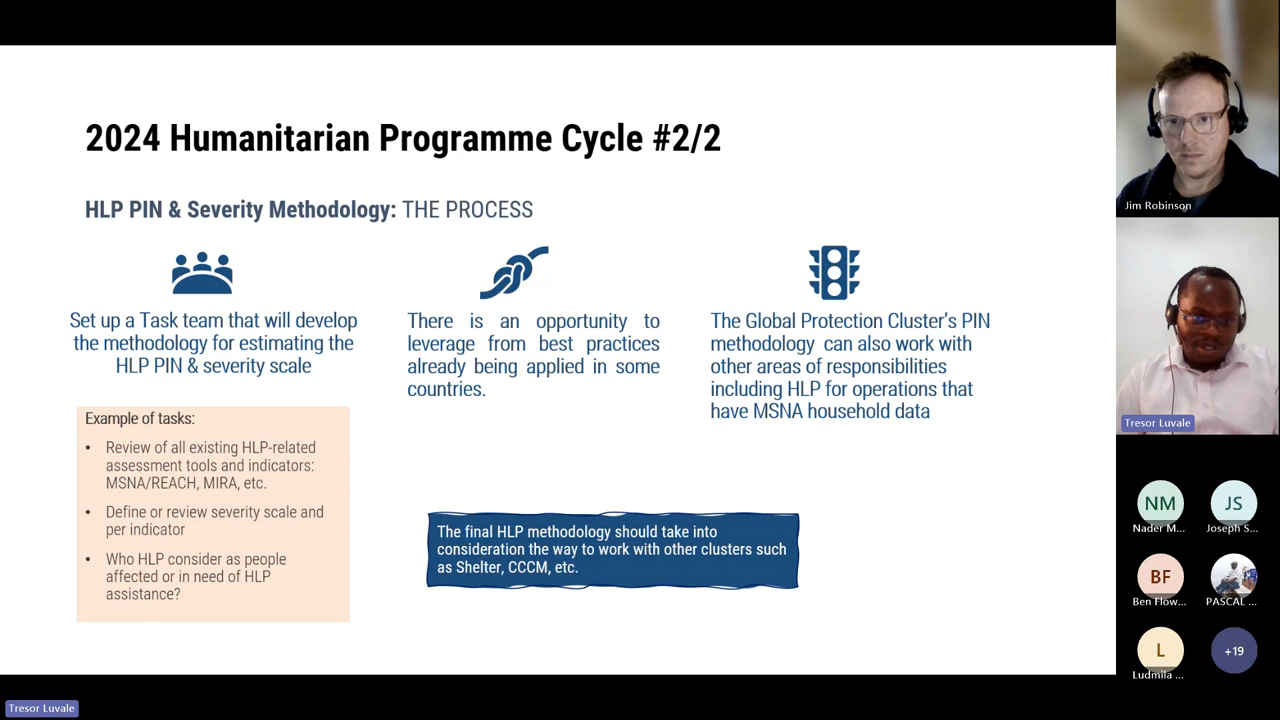 2024 Humanitarian Programme Cycle #2/2
HLP PIN & Severity Methodology: THE PROCESS
Set up a Task team that will develop
the methodology for estimating the
HLP PIN & severity scale
There is an opportunity to
leverage from best practices
already being applied in some
countries.
The Global Protection Cluster's PIN
methodology can also work with
other areas of responsibilities
including HLP for operations that
have MSNA household data
Example of tasks:
• Review of all existing HLP-related
assessment tools and indicators:
MSNA/REACH, MIRA, etc.
• Define or review severity scale and
per indicator
• Who HLP consider as people
affected or in need of HLP
assistance?
The final HLP methodology should take into
consideration the way to work with other clusters such
as Shelter, CCCM, etc.
Jim Robinson
Tresor Luvale
NM
Nader M...
JS
Joseph S...
BF
Ben Flow...
PASCAL ...
L
Ludmila ...
+19
Tresor Luvale